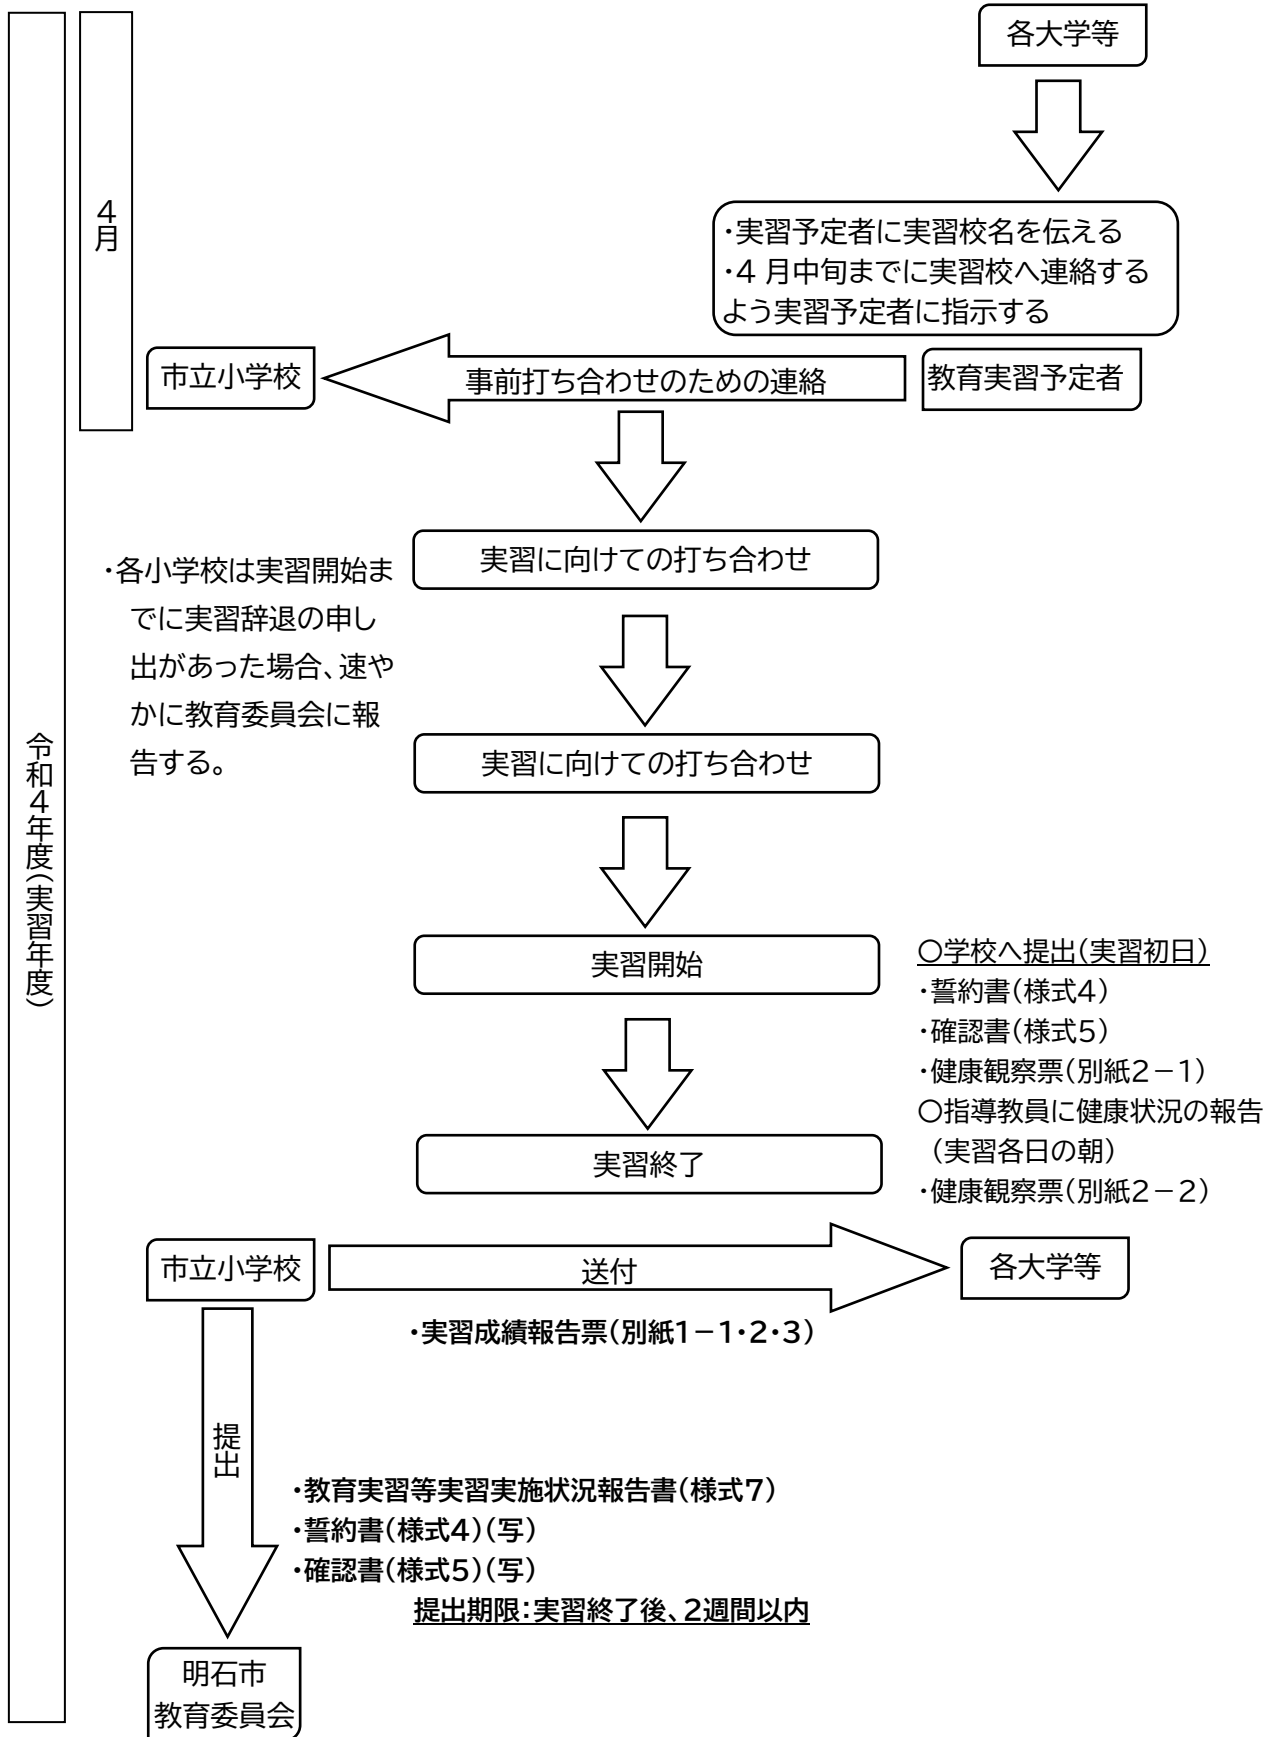 各大学等
4月
・実習予定者に実習校名を伝える
・4 月中旬までに実習校へ連絡する
よう実習予定者に指示する
市立小学校
事前打ち合わせのための連絡
教育実習予定者
実習に向けての打ち合わせ
・各小学校は実習開始ま
でに実習辞退の申し
出があった場合、速や
かに教育委員会に報
告する。
実習に向けての打ち合わせ
令和4年度(実習年度)
実習開始
〇学校へ提出(実習初日)
・誓約書(様式4)
・確認書(様式5)
・健康観察票(別紙2-1)
〇指導教員に健康状況の報告
(実習各日の朝)
・健康観察票(別紙2-2)
実習終了
市立小学校
送付
各大学等
・実習成績報告票(別紙1-1・2・3)
提出
・教育実習等実習実施状況報告書(様式7)
・誓約書(様式4)(写)
・確認書(様式5)(写)
提出期限:実習終了後、2週間以内
明石市
教育委員会